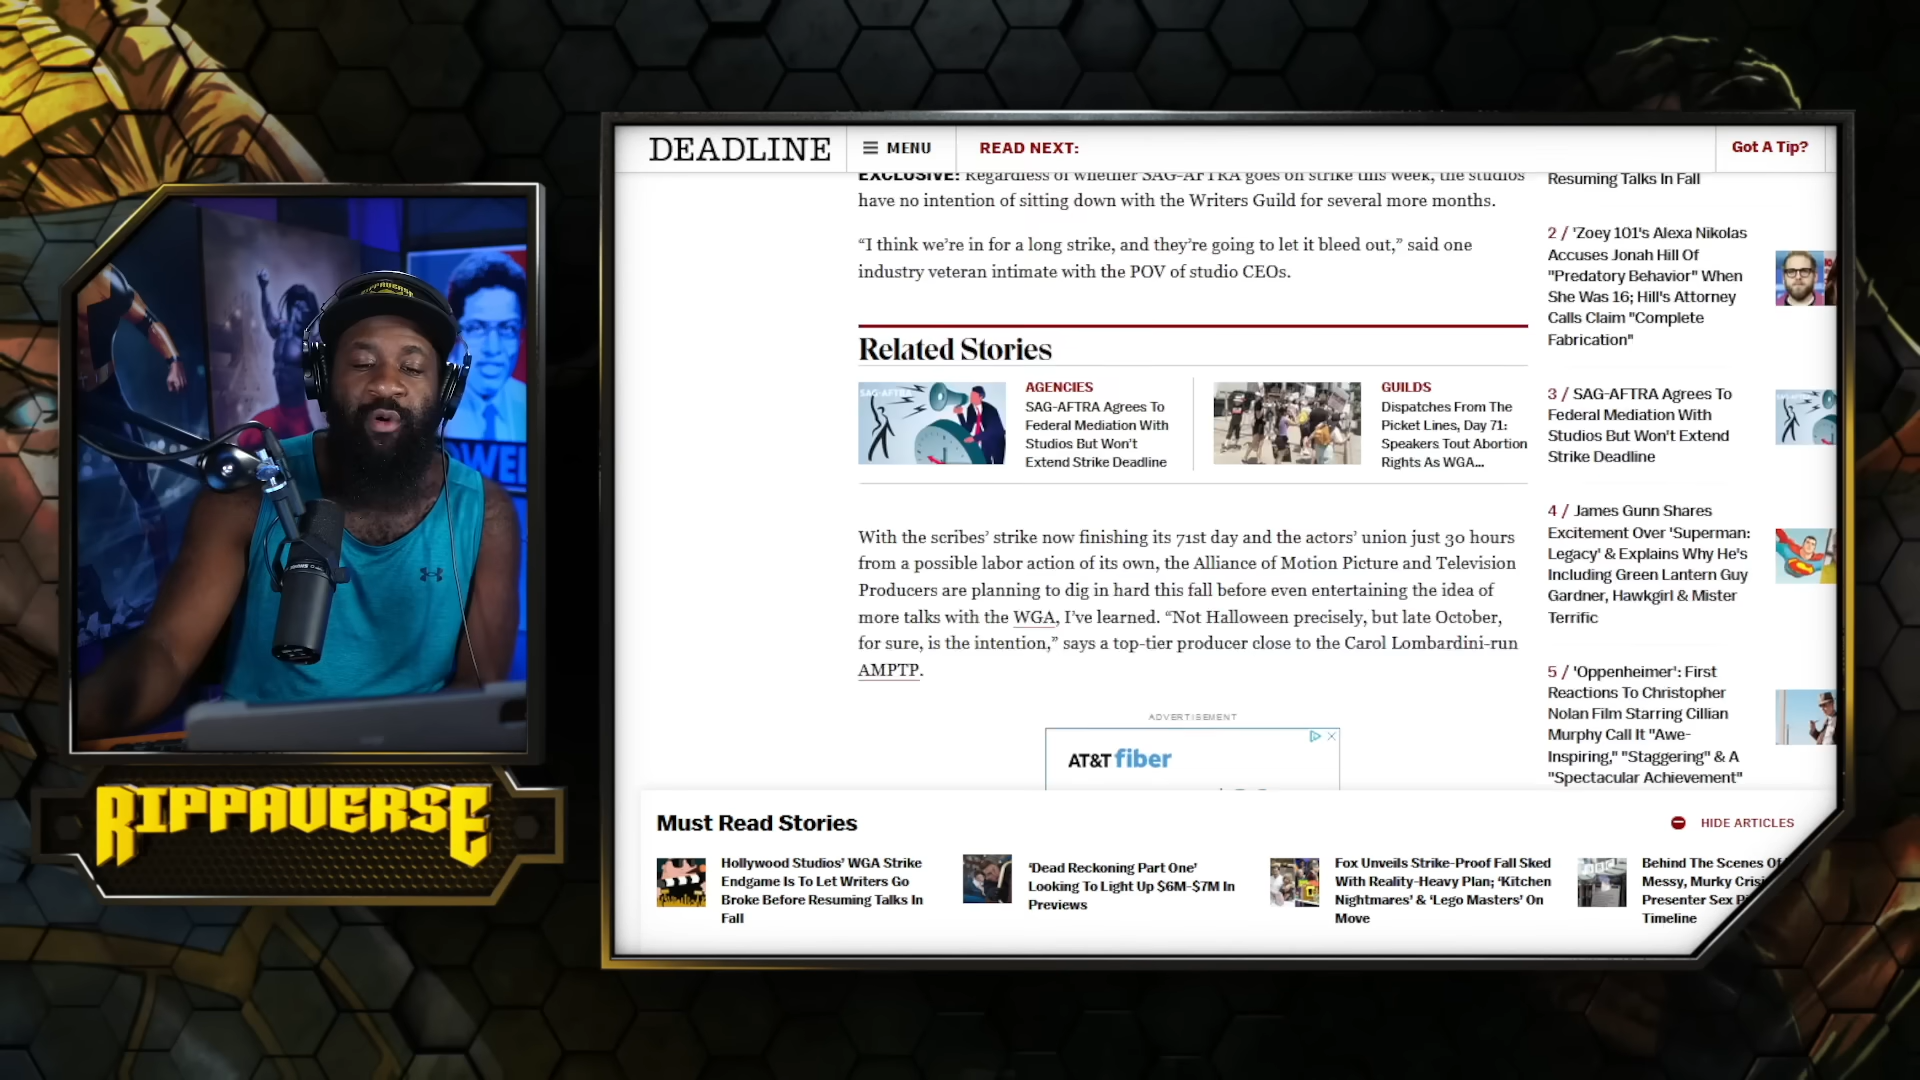 DEADLINE
MENU
READ NEXT:
Got A Tip?
EXCLUSIVE: Regardless of whether SAG-AFTRA goes on strike this week, the studios
have no intention of sitting down with the Writers Guild for several more months.
“I think we’re in for a long strike, and they’re going to let it bleed out,” said one
industry veteran intimate with the POV of studio CEOs.
Related Stories
SAG-AFTRA
AGENCIES
SAG-AFTRA Agrees To
Federal Mediation With
Studios But Won’t
Extend Strike Deadline
GUILDS
Dispatches From The
Picket Lines, Day 71:
Speakers Tout Abortion
Rights As WGA...
With the scribes’ strike now finishing its 71st day and the actors’ union just 30 hours
from a possible labor action of its own, the Alliance of Motion Picture and Television
Producers are planning to dig in hard this fall before even entertaining the idea of
more talks with the WGA, I’ve learned. “Not Halloween precisely, but late October,
for sure, is the intention,” says a top-tier producer close to the Carol Lombardini-run
AMPTP.
ADVERTISEMENT
AT&T fiber
Resuming Talks In Fall
2 / 'Zoey 101's Alexa Nikolas
Accuses Jonah Hill Of
"Predatory Behavior" When
She Was 16; Hill's Attorney
Calls Claim "Complete
Fabrication"
3 / SAG-AFTRA Agrees To
Federal Mediation With
Studios But Won't Extend
Strike Deadline
4 / James Gunn Shares
Excitement Over 'Superman:
Legacy' & Explains Why He's
Including Green Lantern Guy
Gardner, Hawkgirl & Mister
Terrific
5 / 'Oppenheimer': First
Reactions To Christopher
Nolan Film Starring Cillian
Murphy Call It "Awe-
Inspiring," "Staggering" & A
"Spectacular Achievement"
Must Read Stories
HIDE ARTICLES
Hollywood Studios’ WGA Strike
Endgame Is To Let Writers Go
Broke Before Resuming Talks In
Fall
‘Dead Reckoning Part One’
Looking To Light Up $6M-$7M In
Previews
Fox Unveils Strike-Proof Fall Sked
With Reality-Heavy Plan; ‘Kitchen
Nightmares’ & ‘Lego Masters’ On
Move
Behind The Scenes Of
Messy, Murky
Presenter Sex
Timeline
RIPPAVERSE
RIPPAVERSE